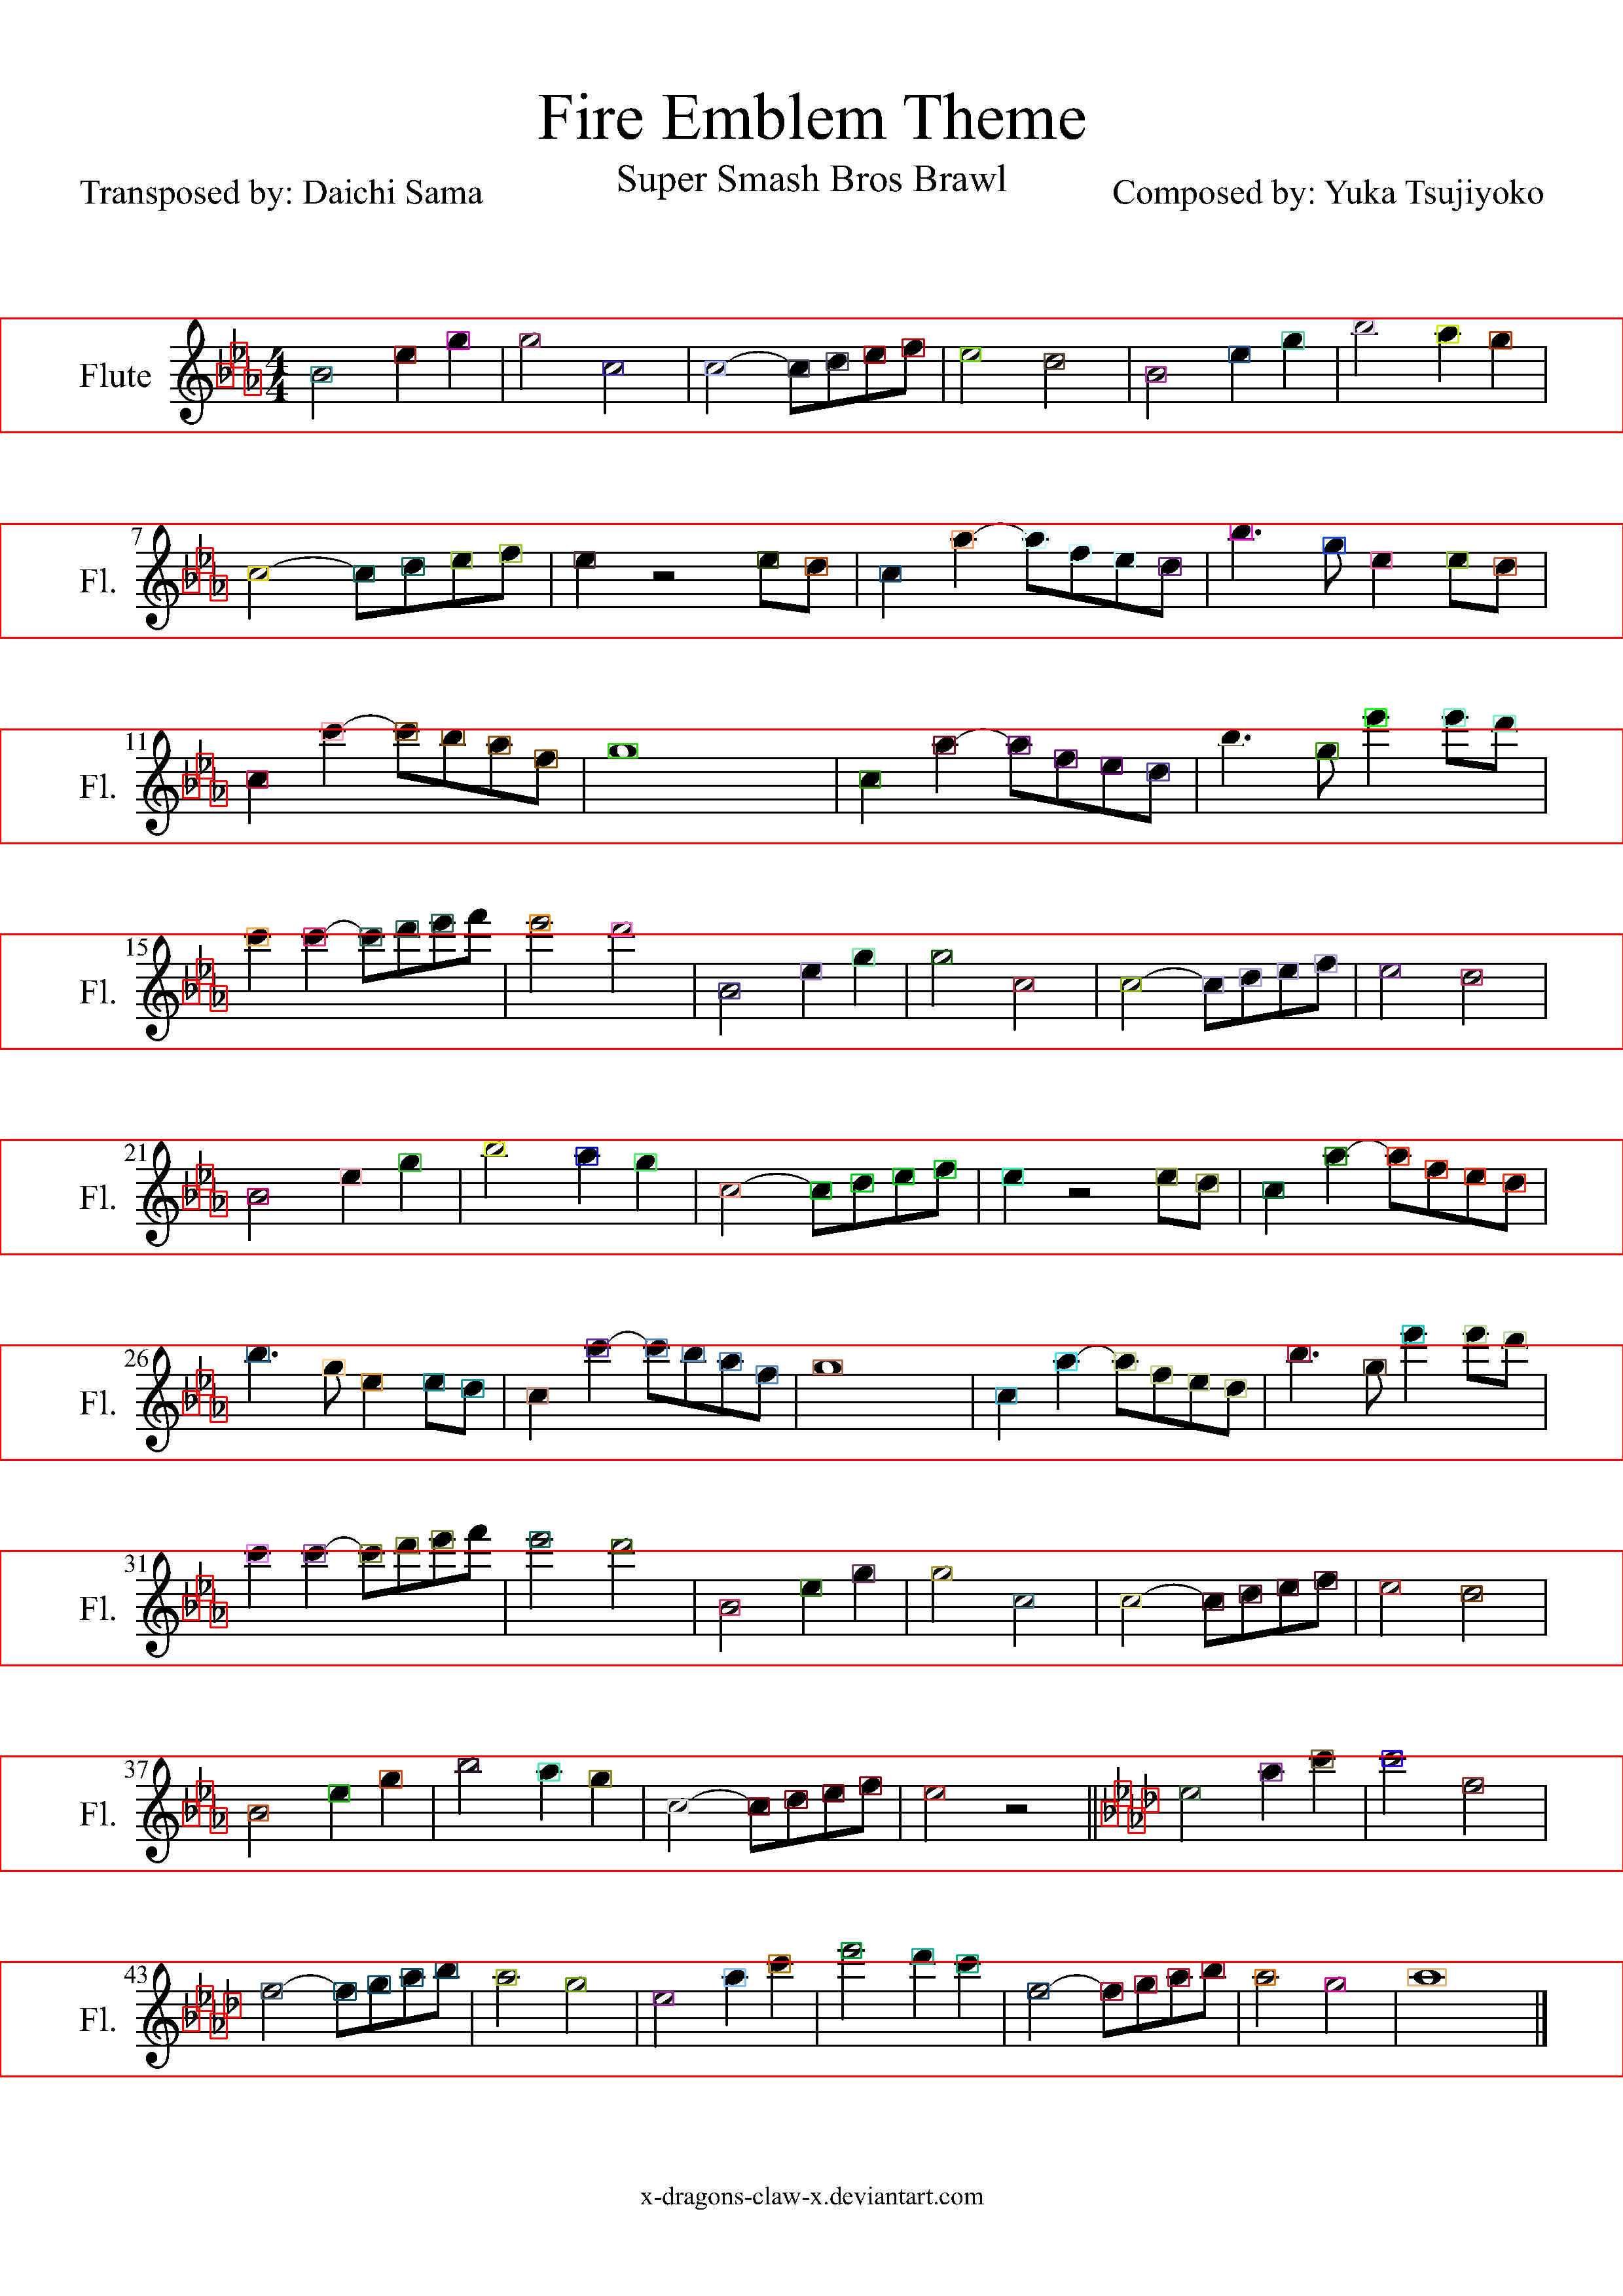 Fire Emblem Theme
Super Smash Bros Brawl
Transposed by: Daichi Sama
Composed by: Yuka Tsujiyoko
Flute
4
4
7
Fl.
11
Fl.
15
Fl.
21
Fl.
26
Fl.
31
Fl.
37
Fl.
43
Fl.
x-dragons-claw-x.deviantart.com